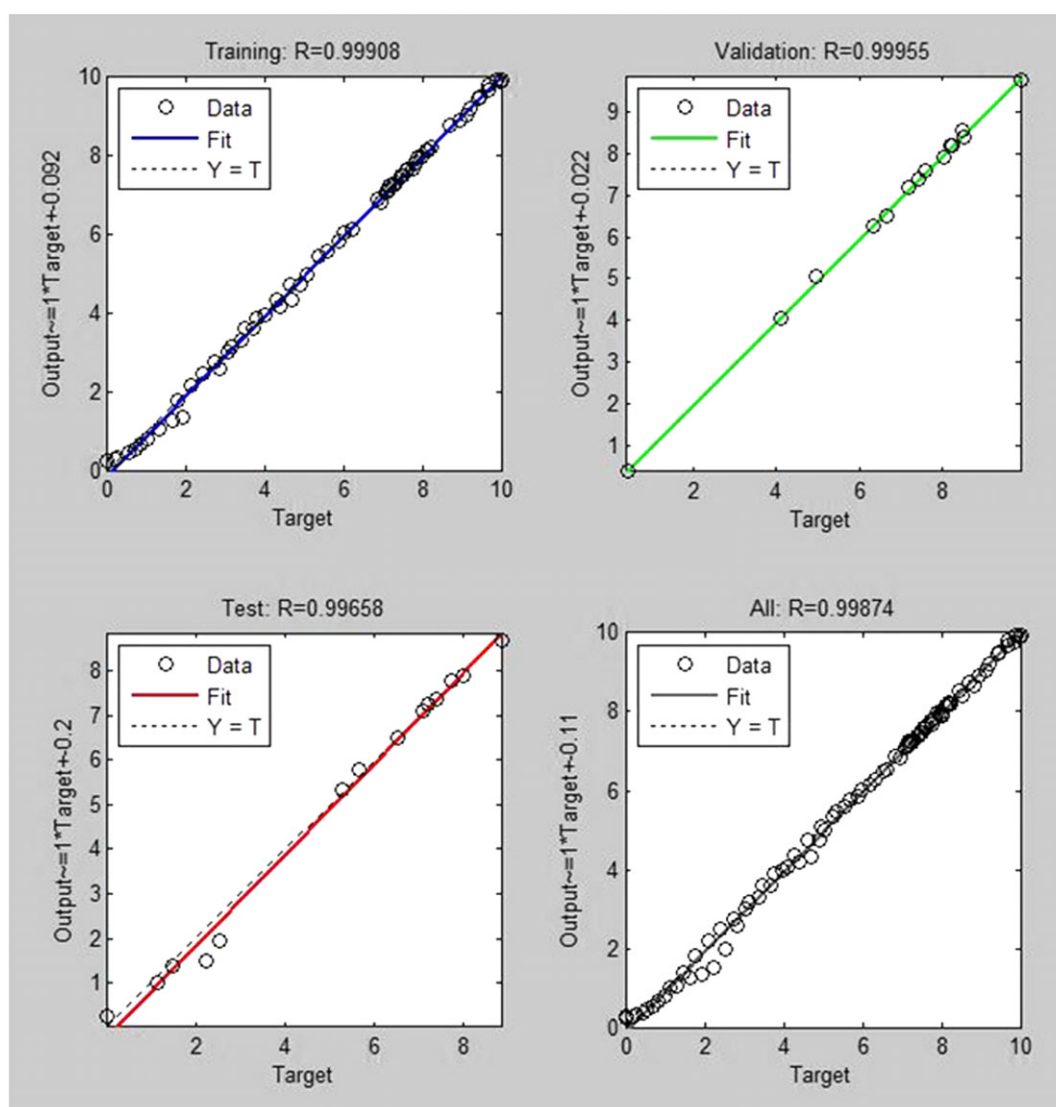 Training: R=0.99908
Output~=1*Target+-0.092
10
8
6
4
2
0
Data
Fit
Y = T
0 2 4 6 8 10
Target
Validation: R=0.99955
Output~=1*Target+-0.022
9
8
7
6
5
4
3
2
1
Data
Fit
Y = T
2 4 6 8
Target
Test: R=0.99658
Output~=1*Target+-0.2
8
7
6
5
4
3
2
1
Data
Fit
Y = T
2 4 6 8
Target
All: R=0.99874
Output~=1*Target+-0.11
10
8
6
4
2
0
Data
Fit
Y = T
0 2 4 6 8 10
Target